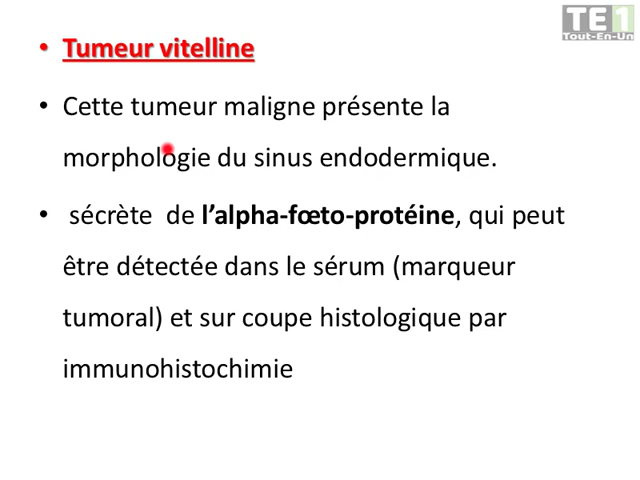 TE1
Tout-En-Un
• Tumeur vitelline
• Cette tumeur maligne présente la
morphologie du sinus endodermique.
• sécrète de l’alpha-fœto-protéine, qui peut
être détectée dans le sérum (marqueur
tumoral) et sur coupe histologique par
immunohistochimie